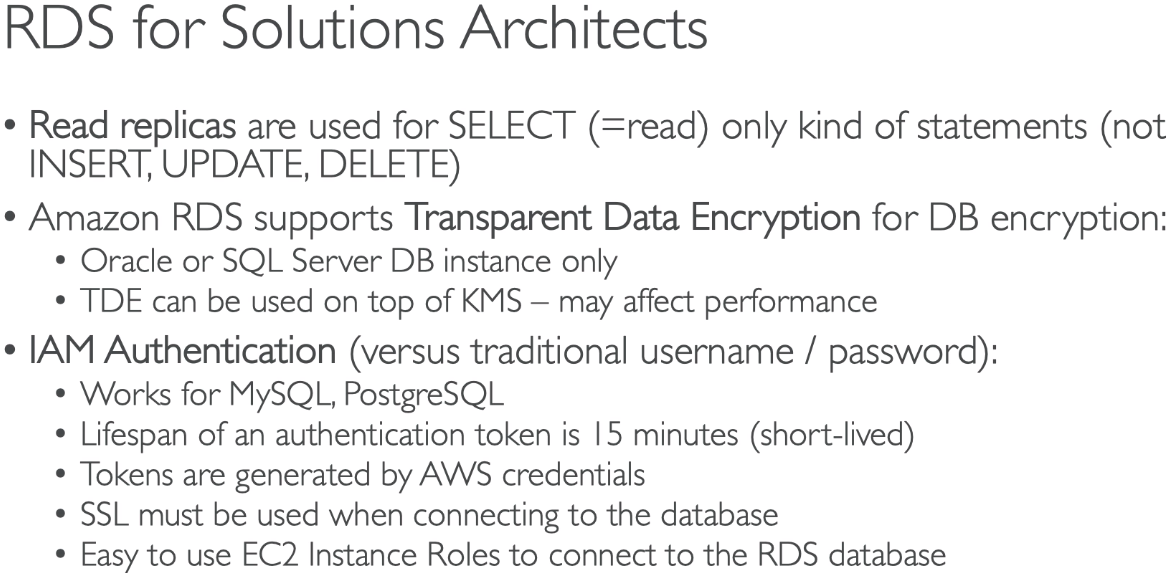 RDS for Solutions Architects
• Read replicas are used for SELECT (=read) only kind of statements (not
INSERT, UPDATE, DELETE)
• Amazon RDS supports Transparent Data Encryption for DB encryption:
• Oracle or SQL Server DB instance only
• TDE can be used on top of KMS – may affect performance
• IAM Authentication (versus traditional username / password):
• Works for MySQL, PostgreSQL
• Lifespan of an authentication token is 15 minutes (short-lived)
• Tokens are generated by AWS credentials
• SSL must be used when connecting to the database
• Easy to use EC2 Instance Roles to connect to the RDS database